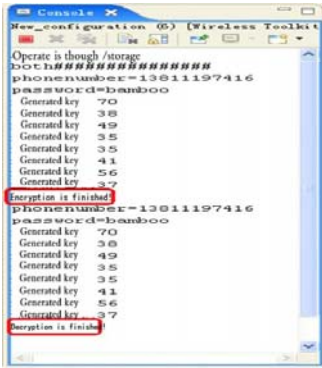 Console
New_configuration (6) [Wireless Toolkit
Operate is though /storage
both################
phonenumber=13811197416
password=bamboo
Generated key 70
Generated key 38
Generated key 49
Generated key 35
Generated key 35
Generated key 41
Generated key 56
Generated key 37
Encryption is finished!
phonenumber=13811197416
password=bamboo
Generated key 70
Generated key 38
Generated key 49
Generated key 35
Generated key 35
Generated key 41
Generated key 56
Generated key 37
Decryption is finished!